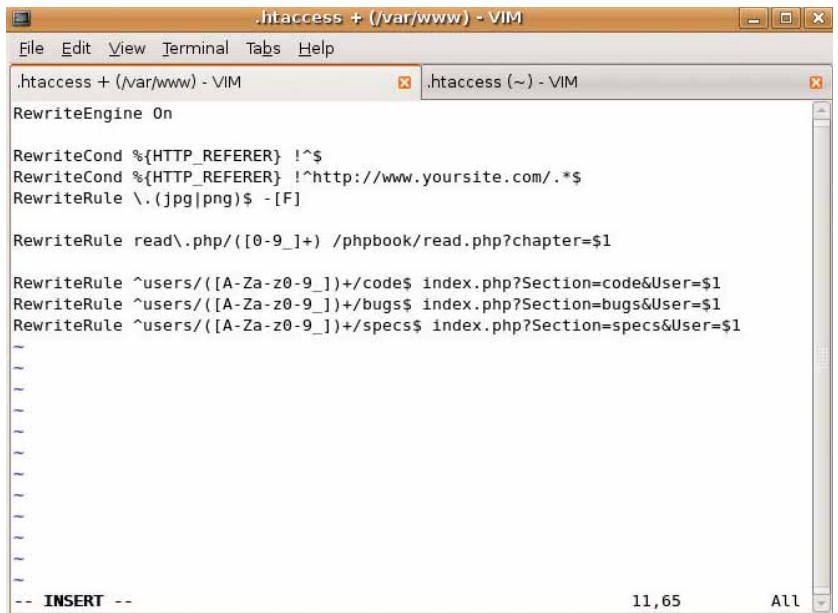 .htaccess + (/var/www) - VIM
File Edit View Terminal Tabs Help
.htaccess + (/var/www) - VIM .htaccess (~) - VIM
RewriteEngine On
RewriteCond %{HTTP_REFERER} !^$
RewriteCond %{HTTP_REFERER} !^http://www.yoursite.com/.*$
RewriteRule \.(jpg|png)$ -[F]
RewriteRule read\.php/([0-9_]+) /phpbook/read.php?chapter=$1
RewriteRule ^users/([A-Za-z0-9_])+/code$ index.php?Section=code&User=$1
RewriteRule ^users/([A-Za-z0-9_])+/bugs$ index.php?Section=bugs&User=$1
RewriteRule ^users/([A-Za-z0-9_])+/specs$ index.php?Section=specs&User=$1
~
~
~
~
~
~
~
~
~
~
~
~
-- INSERT -- 11,65 All